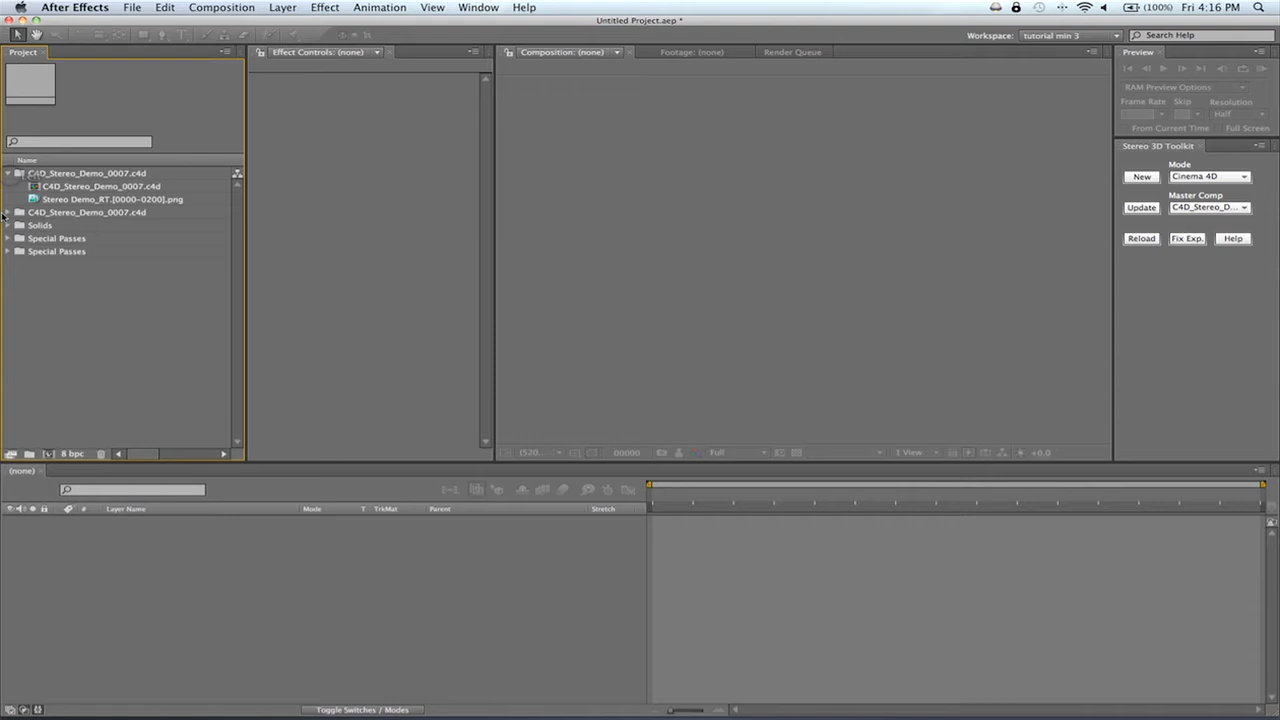 After Effects File Edit Composition Layer Effect Animation View Window Help (100%) Fri 4:16 PM
Untitled Project.aep *
Workspace: tutorial min 3 Search Help
Project Effect Controls: (none) Composition: (none) Footage: (none) Render Queue Preview
RAM Preview Options
Frame Rate Skip Resolution
Half
From Current Time Full Screen
Name
C4D_Stereo_Demo_0007.c4d
C4D_Stereo_Demo_0007.c4d
Stereo Demo_RT.[0000-0200].png
C4D_Stereo_Demo_0007.c4d
Solids
Special Passes
Special Passes
Stereo 3D Toolkit
Mode
New Cinema 4D
Master Comp
Update C4D_Stereo_D...
Reload Fix Exp. Help
8 bpc (520... 00000 Full 1 View +0.0
(none)
# Layer Name Mode T TrkMat Parent Stretch
Toggle Switches / Modes